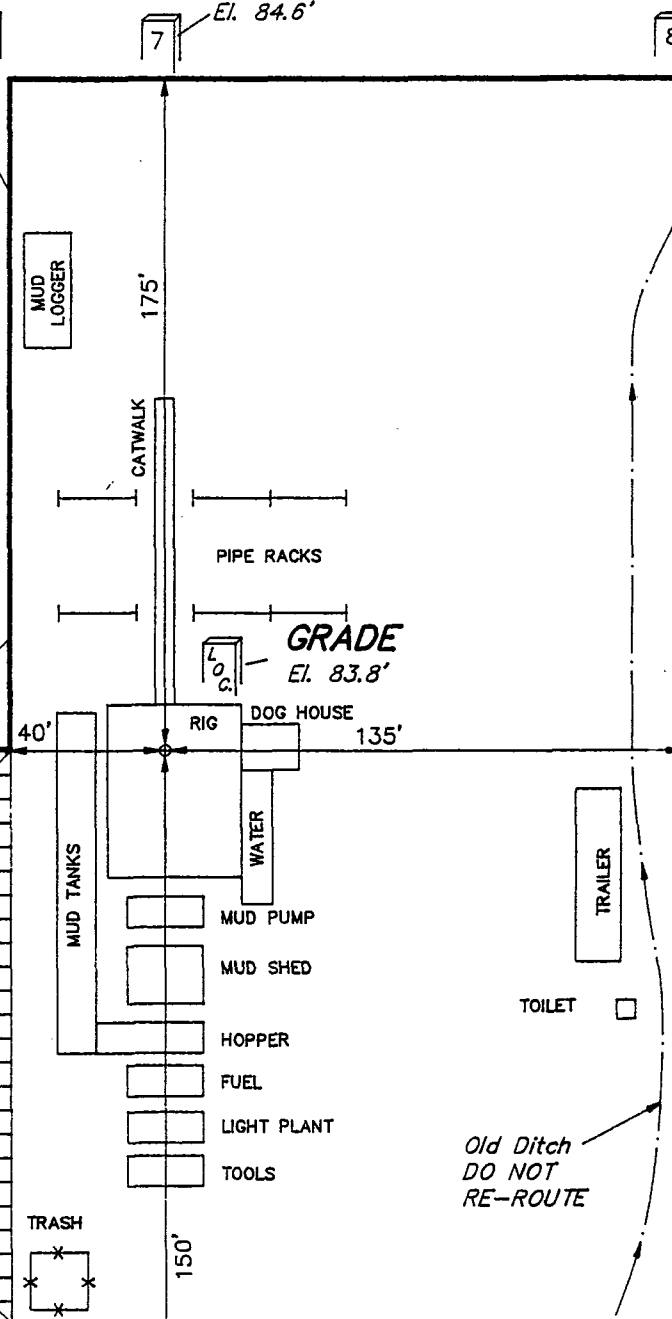 El. 84.6'
7
8
MUD
LOGGER
175'
CATWALK
PIPE RACKS
LOC.
GRADE
El. 83.8'
RIG
DOG HOUSE
40'
135'
MUD TANKS
WATER
TRAILER
MUD PUMP
MUD SHED
TOILET
HOPPER
FUEL
LIGHT PLANT
TOOLS
Old Ditch
DO NOT
RE-ROUTE
TRASH
150'